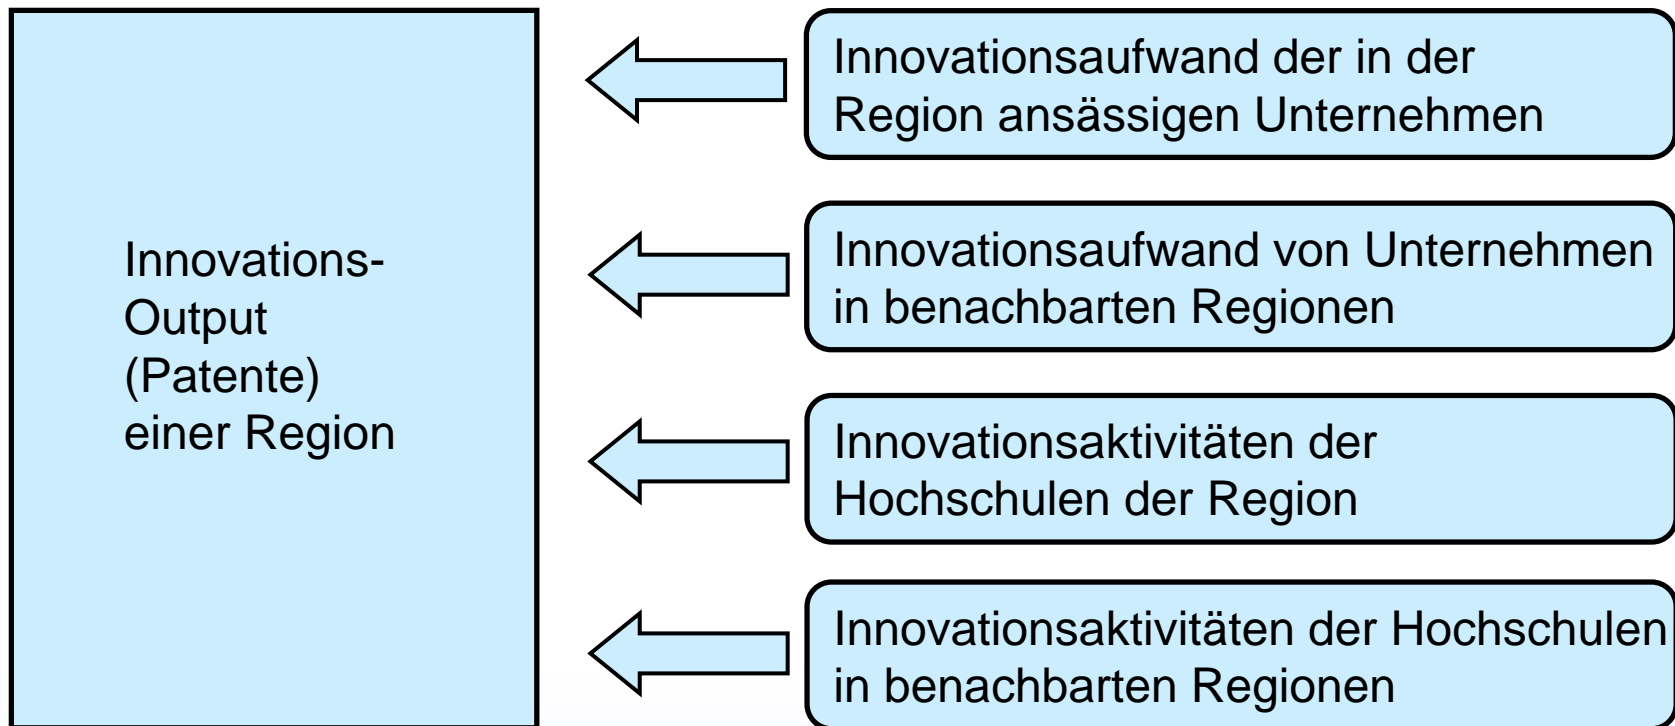 Innovations-
Output
(Patente)
einer Region
Innovationsaufwand der in der
Region ansässigen Unternehmen
Innovationsaufwand von Unternehmen
in benachbarten Regionen
Innovationsaktivitäten der
Hochschulen der Region
Innovationsaktivitäten der Hochschulen
in benachbarten Regionen